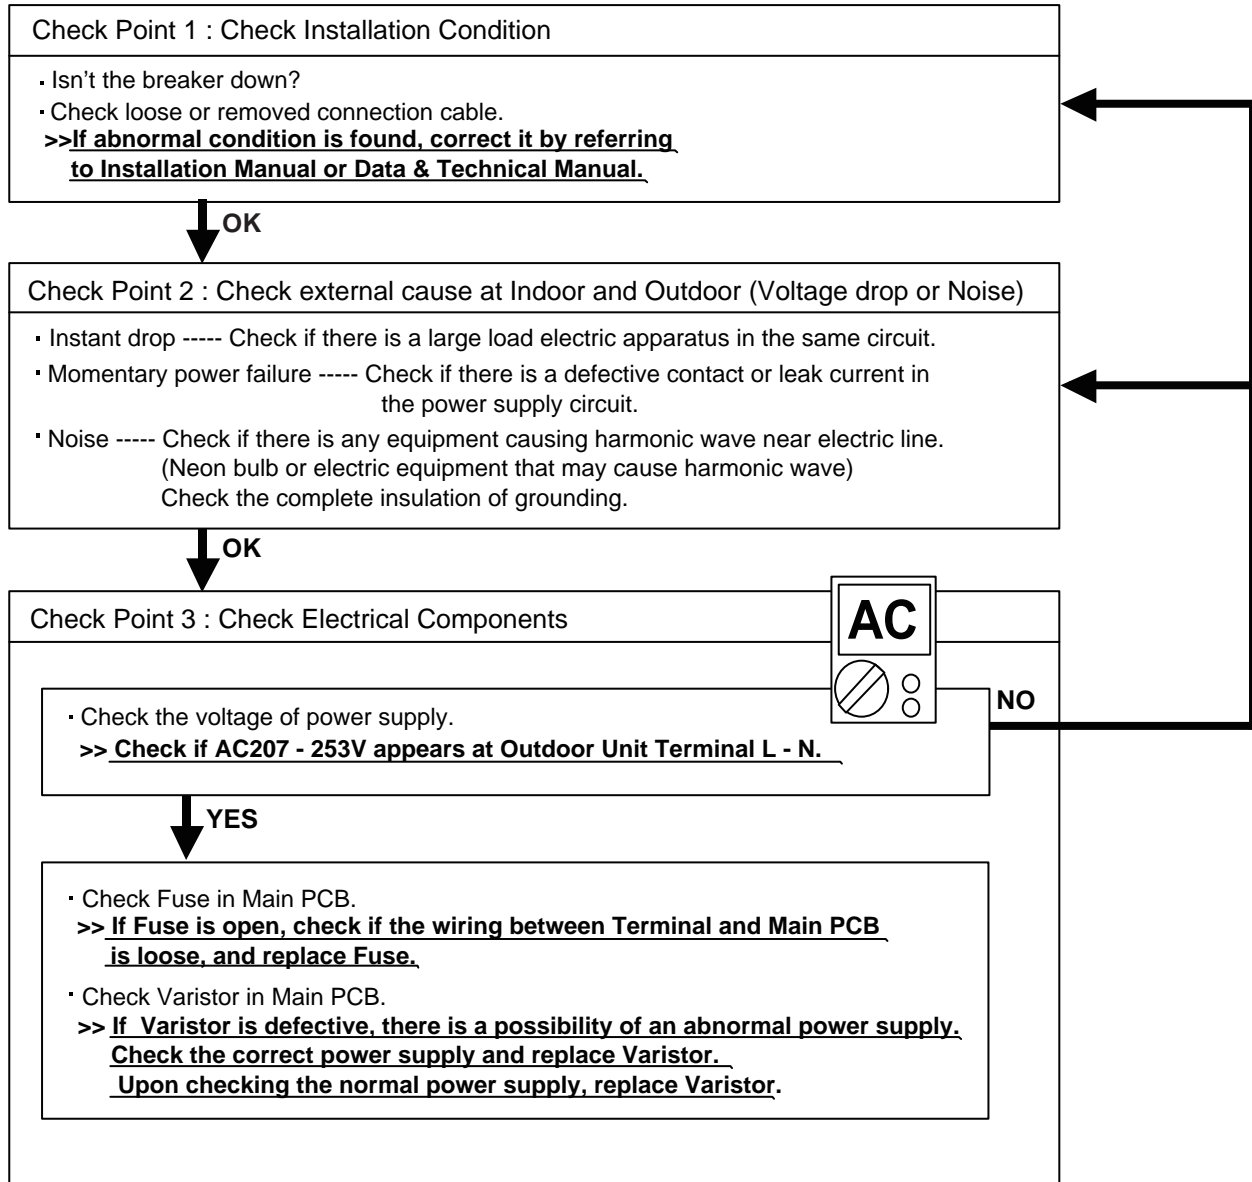 Check Point 1 : Check Installation Condition
· Isn't the breaker down?
· Check loose or removed connection cable.
>>If abnormal condition is found, correct it by referring
to Installation Manual or Data & Technical Manual.
OK
Check Point 2 : Check external cause at Indoor and Outdoor (Voltage drop or Noise)
· Instant drop ----- Check if there is a large load electric apparatus in the same circuit.
· Momentary power failure ----- Check if there is a defective contact or leak current in
the power supply circuit.
· Noise ----- Check if there is any equipment causing harmonic wave near electric line.
(Neon bulb or electric equipment that may cause harmonic wave)
Check the complete insulation of grounding.
OK
Check Point 3 : Check Electrical Components
AC
· Check the voltage of power supply.
>> Check if AC207 - 253V appears at Outdoor Unit Terminal L - N.
NO
YES
· Check Fuse in Main PCB.
>> If Fuse is open, check if the wiring between Terminal and Main PCB
is loose, and replace Fuse.
· Check Varistor in Main PCB.
>> If Varistor is defective, there is a possibility of an abnormal power supply.
Check the correct power supply and replace Varistor.
Upon checking the normal power supply, replace Varistor.